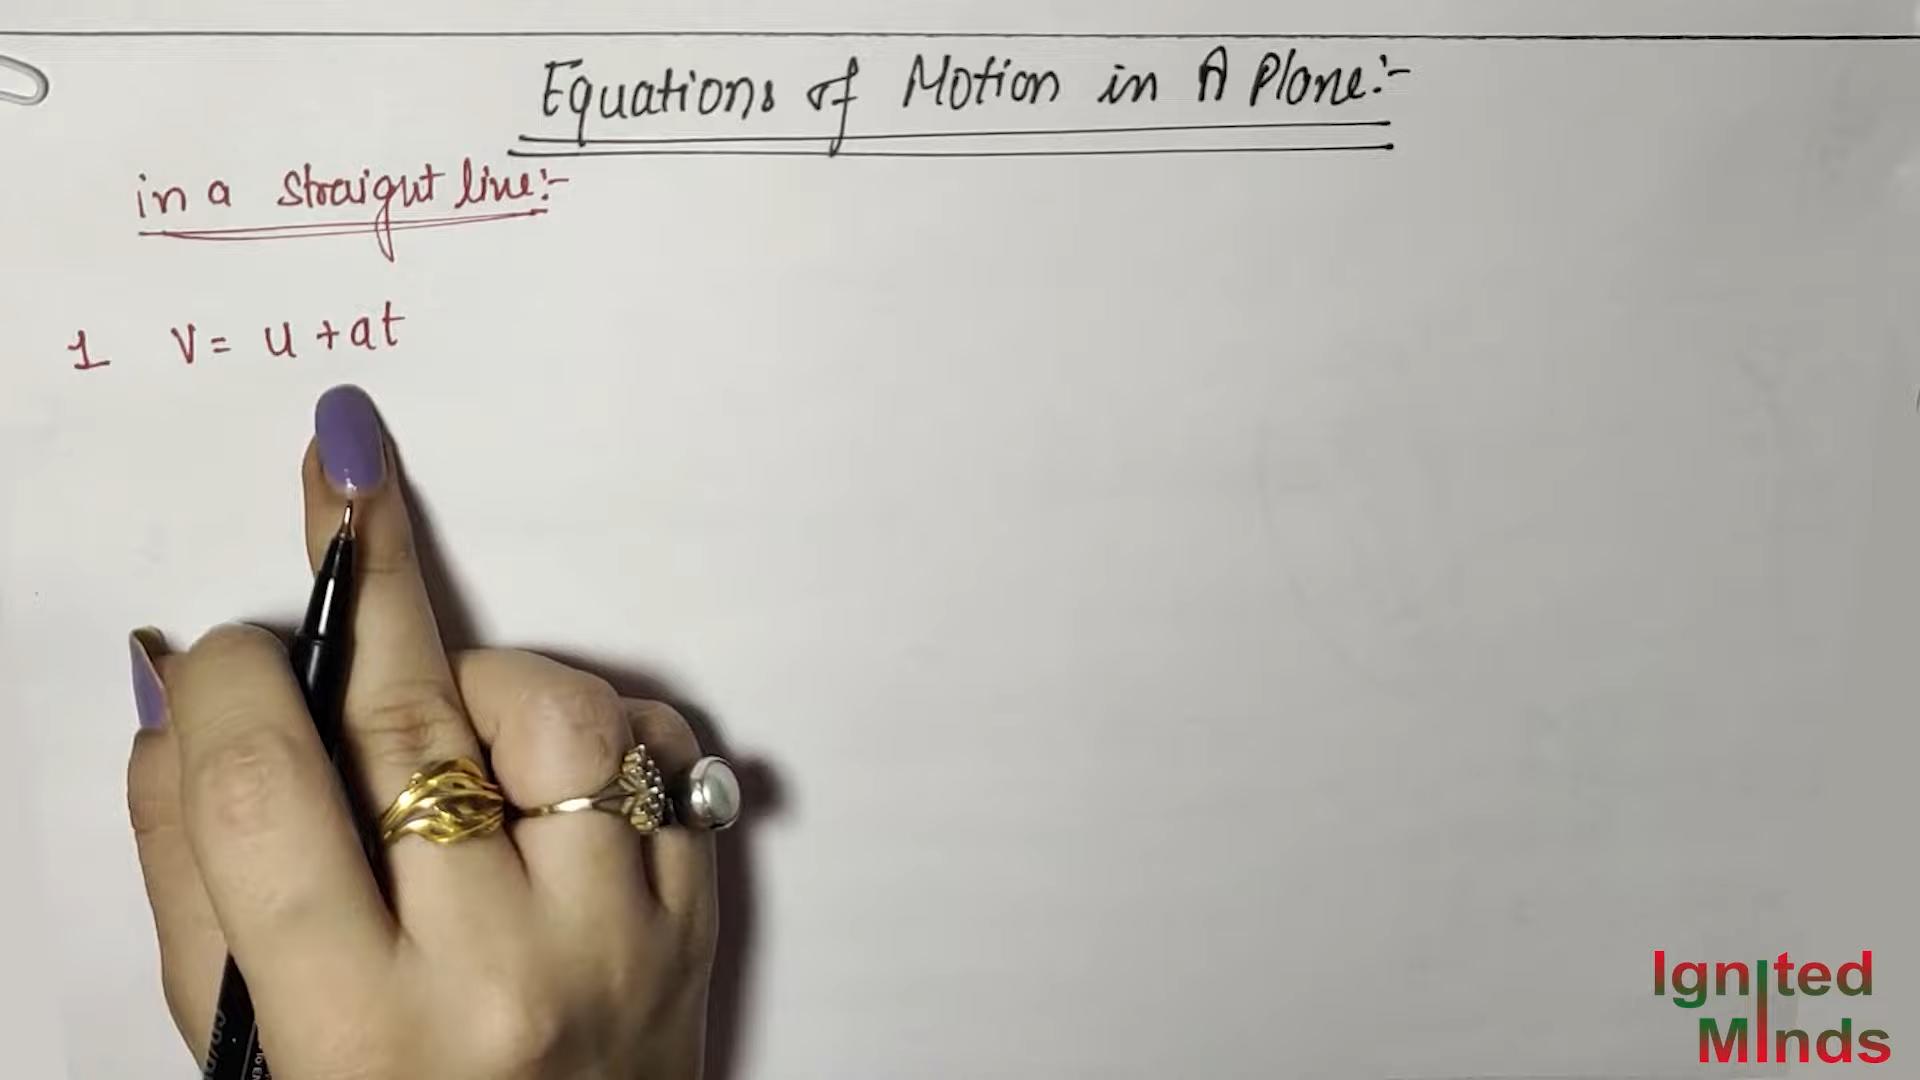 Equations of Motion in A Plane:-
in a straight line:-
1 V = u + at
Ignited
Minds